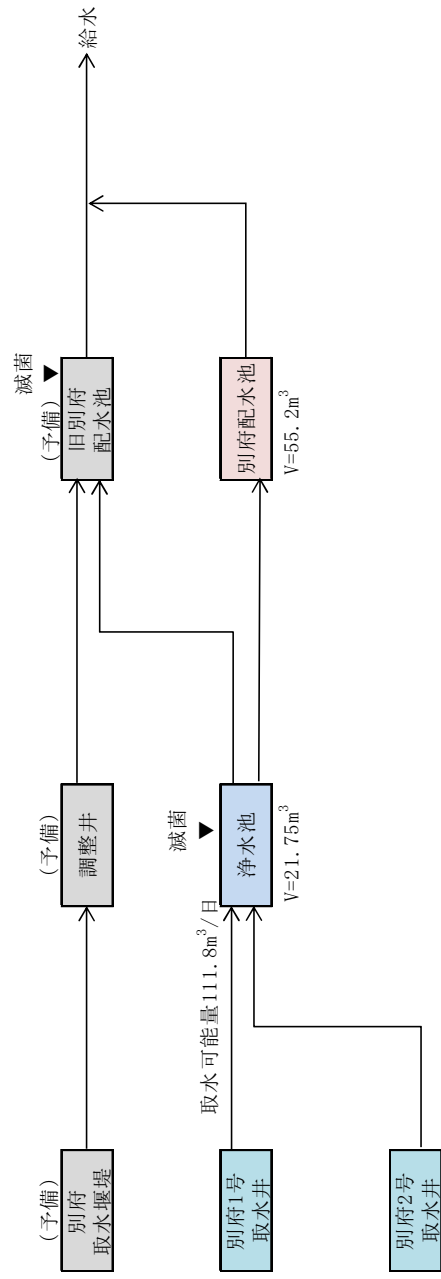 (予備)
別府
取水堰堤
(予備)
調整井
滅菌
(予備)
旧別府
配水池
給水
別府1号
取水井
取水可能量111.8m³/日
滅菌
浄水池
V=21.75m³
別府配水池
V=55.2m³
別府2号
取水井